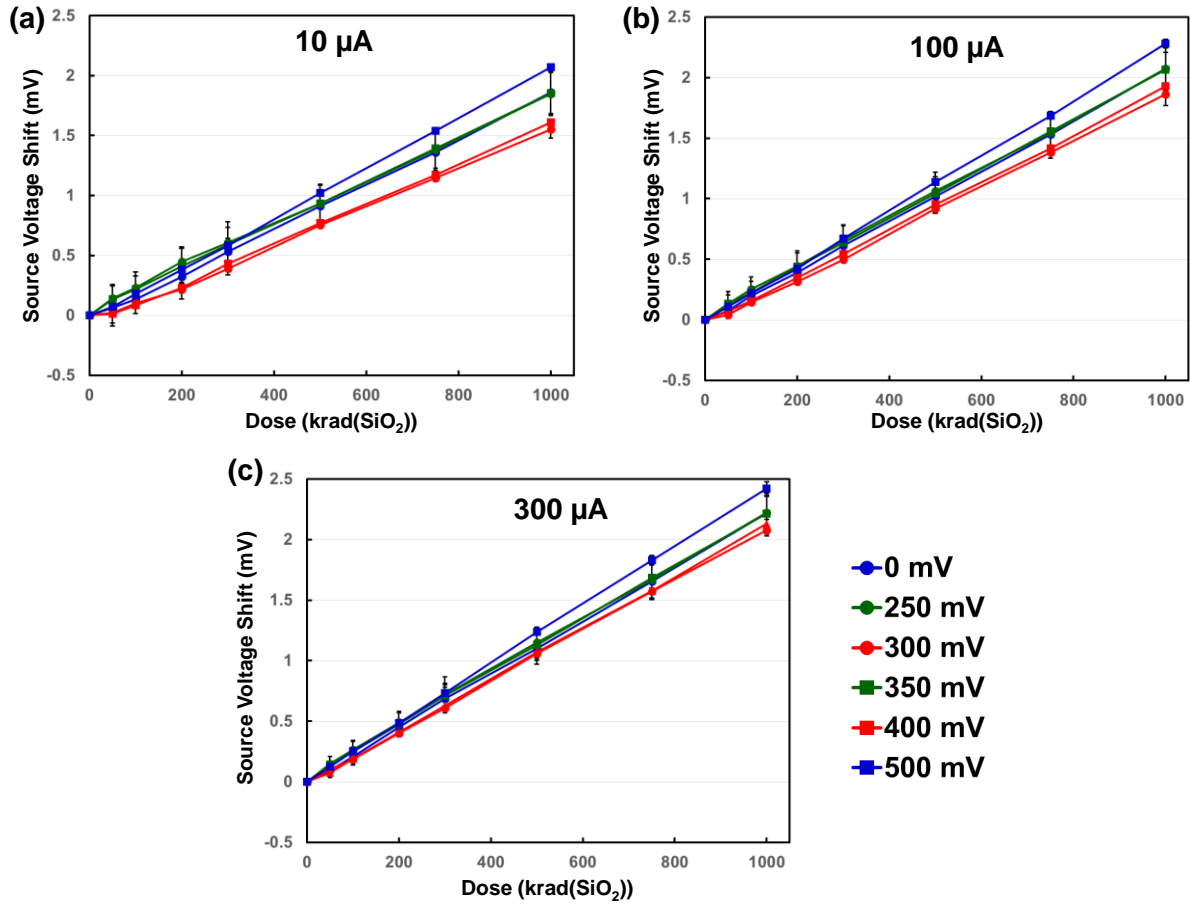 (a)
10 µA
Source Voltage Shift (mV)
2.5
2
1.5
1
0.5
0
-0.5
0 200 400 600 800 1000
Dose (krad(SiO₂))
(b)
100 µA
Source Voltage Shift (mV)
2.5
2
1.5
1
0.5
0
-0.5
0 200 400 600 800 1000
Dose (krad(SiO₂))
(c)
300 µA
Source Voltage Shift (mV)
2.5
2
1.5
1
0.5
0
-0.5
0 200 400 600 800 1000
Dose (krad(SiO₂))
0 mV
250 mV
300 mV
350 mV
400 mV
500 mV